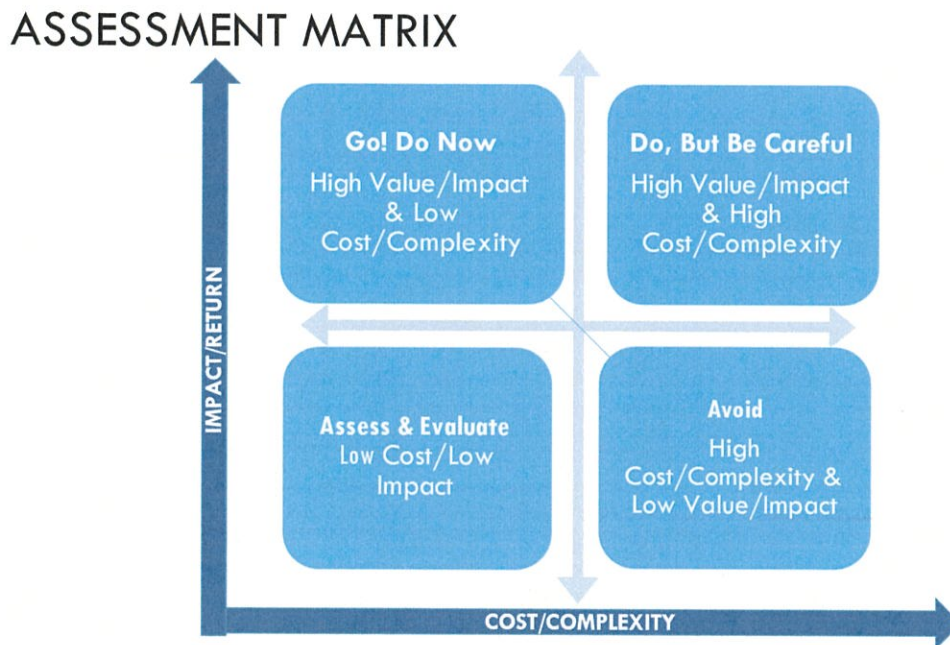 ASSESSMENT MATRIX
Go! Do Now
High Value/Impact
& Low
Cost/Complexity
Do, But Be Careful
High Value/Impact
& High
Cost/Complexity
IMPACT/RETURN
Assess & Evaluate
Low Cost/Low
Impact
Avoid
High
Cost/Complexity &
Low Value/Impact
COST/COMPLEXITY